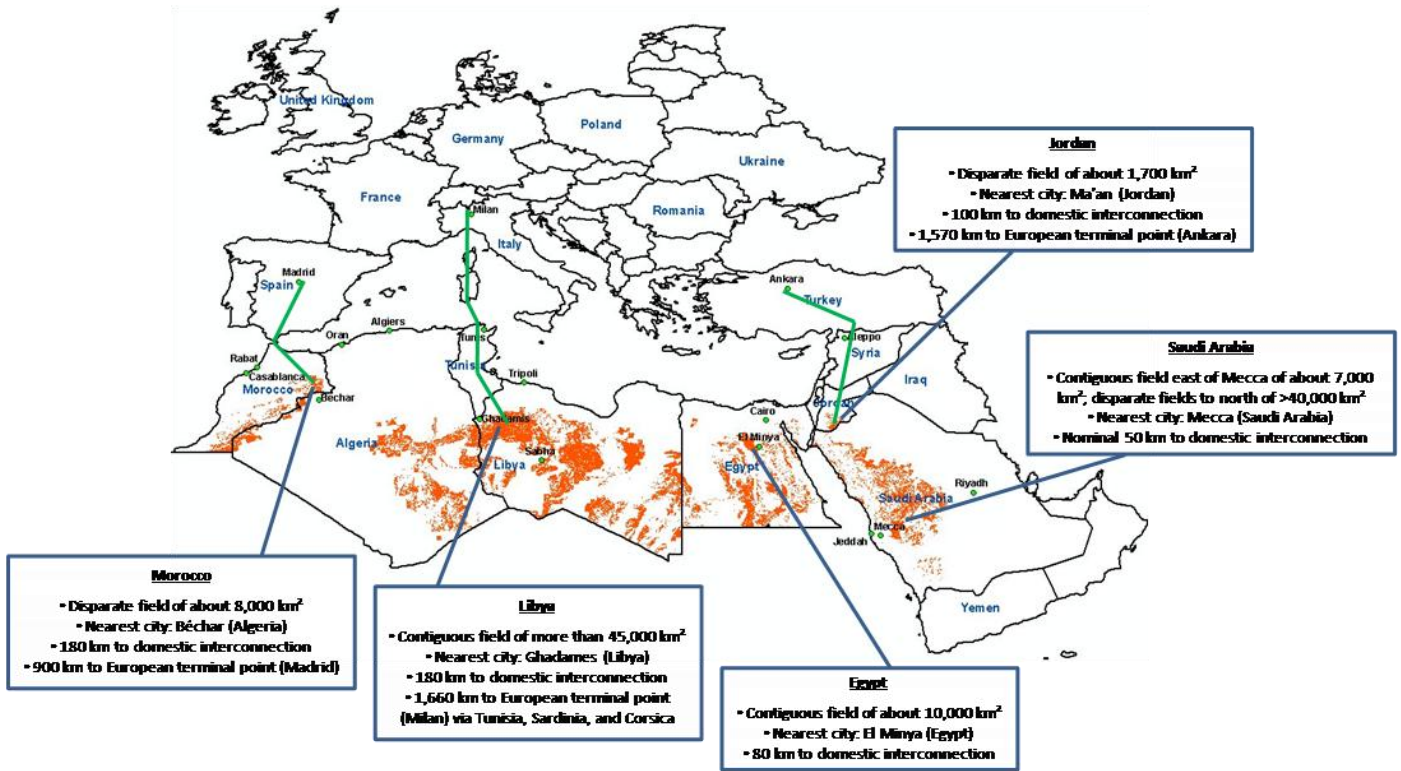 United Kingdom
Germany
Poland
Ukraine
France
Romania
Milan
Italy
Madrid
Spain
Ankara
Turkey
Algiers
Oran
Tunis
Aleppo
Syria
Rabat
Casablanca
Morocco
Bechar
Tunisia
Tripoli
Iraq
Jordan
Cairo
Ghadamis
El Minya
Algeria
Libya
Sabha
Egypt
Riyadh
Saudi Arabia
Mecca
Jeddah
Yemen
Jordan
▪ Disparate field of about 1,700 km²
▪ Nearest city: Ma'an (Jordan)
▪ 100 km to domestic interconnection
▪ 1,570 km to European terminal point (Ankara)
Saudi Arabia
▪ Contiguous field east of Mecca of about 7,000
km²; disparate fields to north of >40,000 km²
▪ Nearest city: Mecca (Saudi Arabia)
▪ Nominal 50 km to domestic interconnection
Morocco
▪ Disparate field of about 8,000 km²
▪ Nearest city: Béchar (Algeria)
▪ 180 km to domestic interconnection
▪ 900 km to European terminal point (Madrid)
Libya
▪ Contiguous field of more than 45,000 km²
▪ Nearest city: Ghadames (Libya)
▪ 180 km to domestic interconnection
▪ 1,660 km to European terminal point
(Milan) via Tunisia, Sardinia, and Corsica
Egypt
▪ Contiguous field of about 10,000 km²
▪ Nearest city: El Minya (Egypt)
▪ 80 km to domestic interconnection